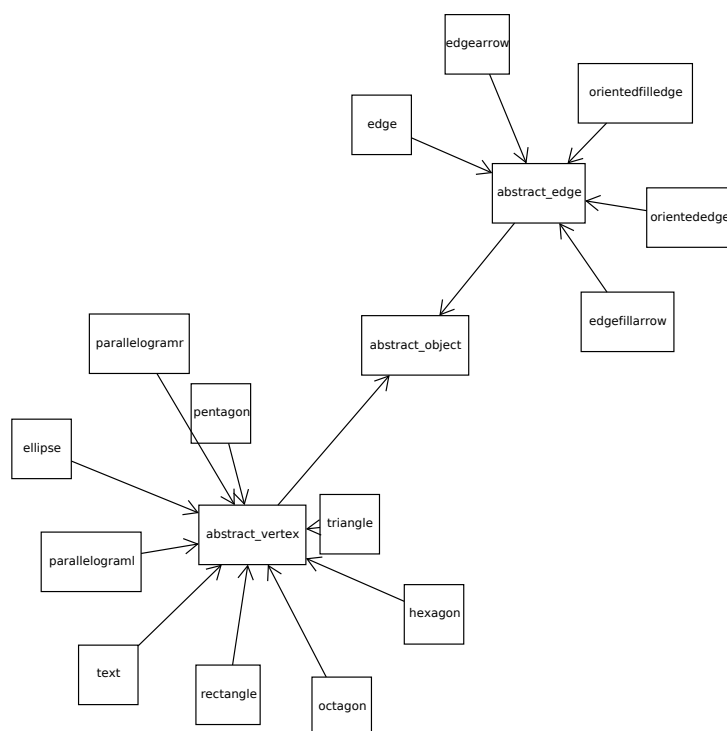 edgearrow
orientedfilledge
edge
abstract_edge
orientededge
edgefillarrow
parallelogramr
abstract_object
pentagon
ellipse
triangle
abstract_vertex
parallelograml
hexagon
text
rectangle
octagon